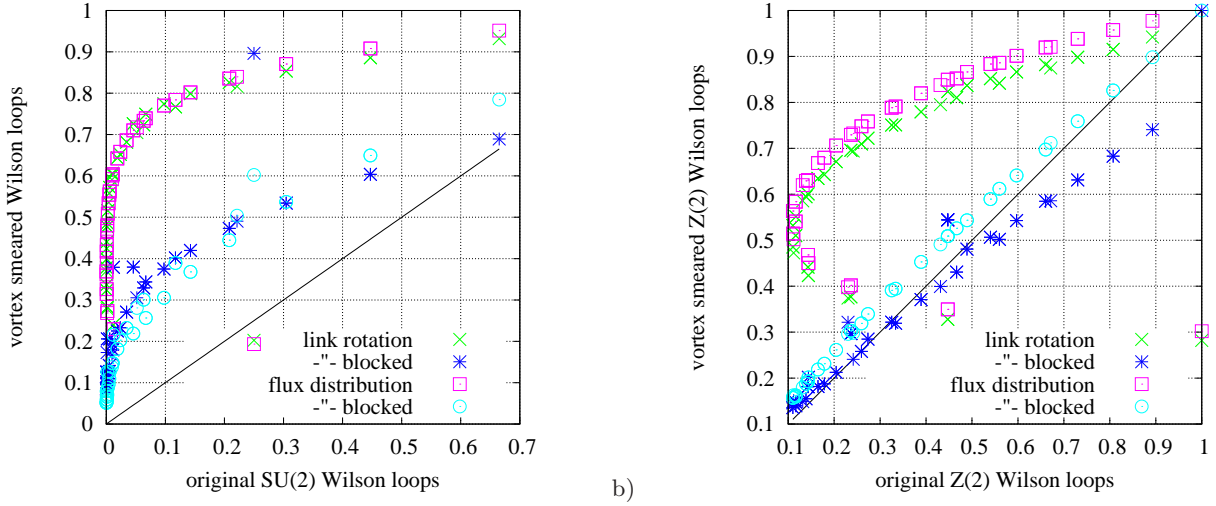 1
0.9
0.8
0.7
0.6
0.5
0.4
0.3
0.2
0.1
0
0 0.1 0.2 0.3 0.4 0.5 0.6 0.7
vortex smeared Wilson loops
original SU(2) Wilson loops
link rotation
-"- blocked
flux distribution
-"- blocked
b)
1
0.9
0.8
0.7
0.6
0.5
0.4
0.3
0.2
0.1
0.1 0.2 0.3 0.4 0.5 0.6 0.7 0.8 0.9 1
vortex smeared Z(2) Wilson loops
original Z(2) Wilson loops
link rotation
-"- blocked
flux distribution
-"- blocked